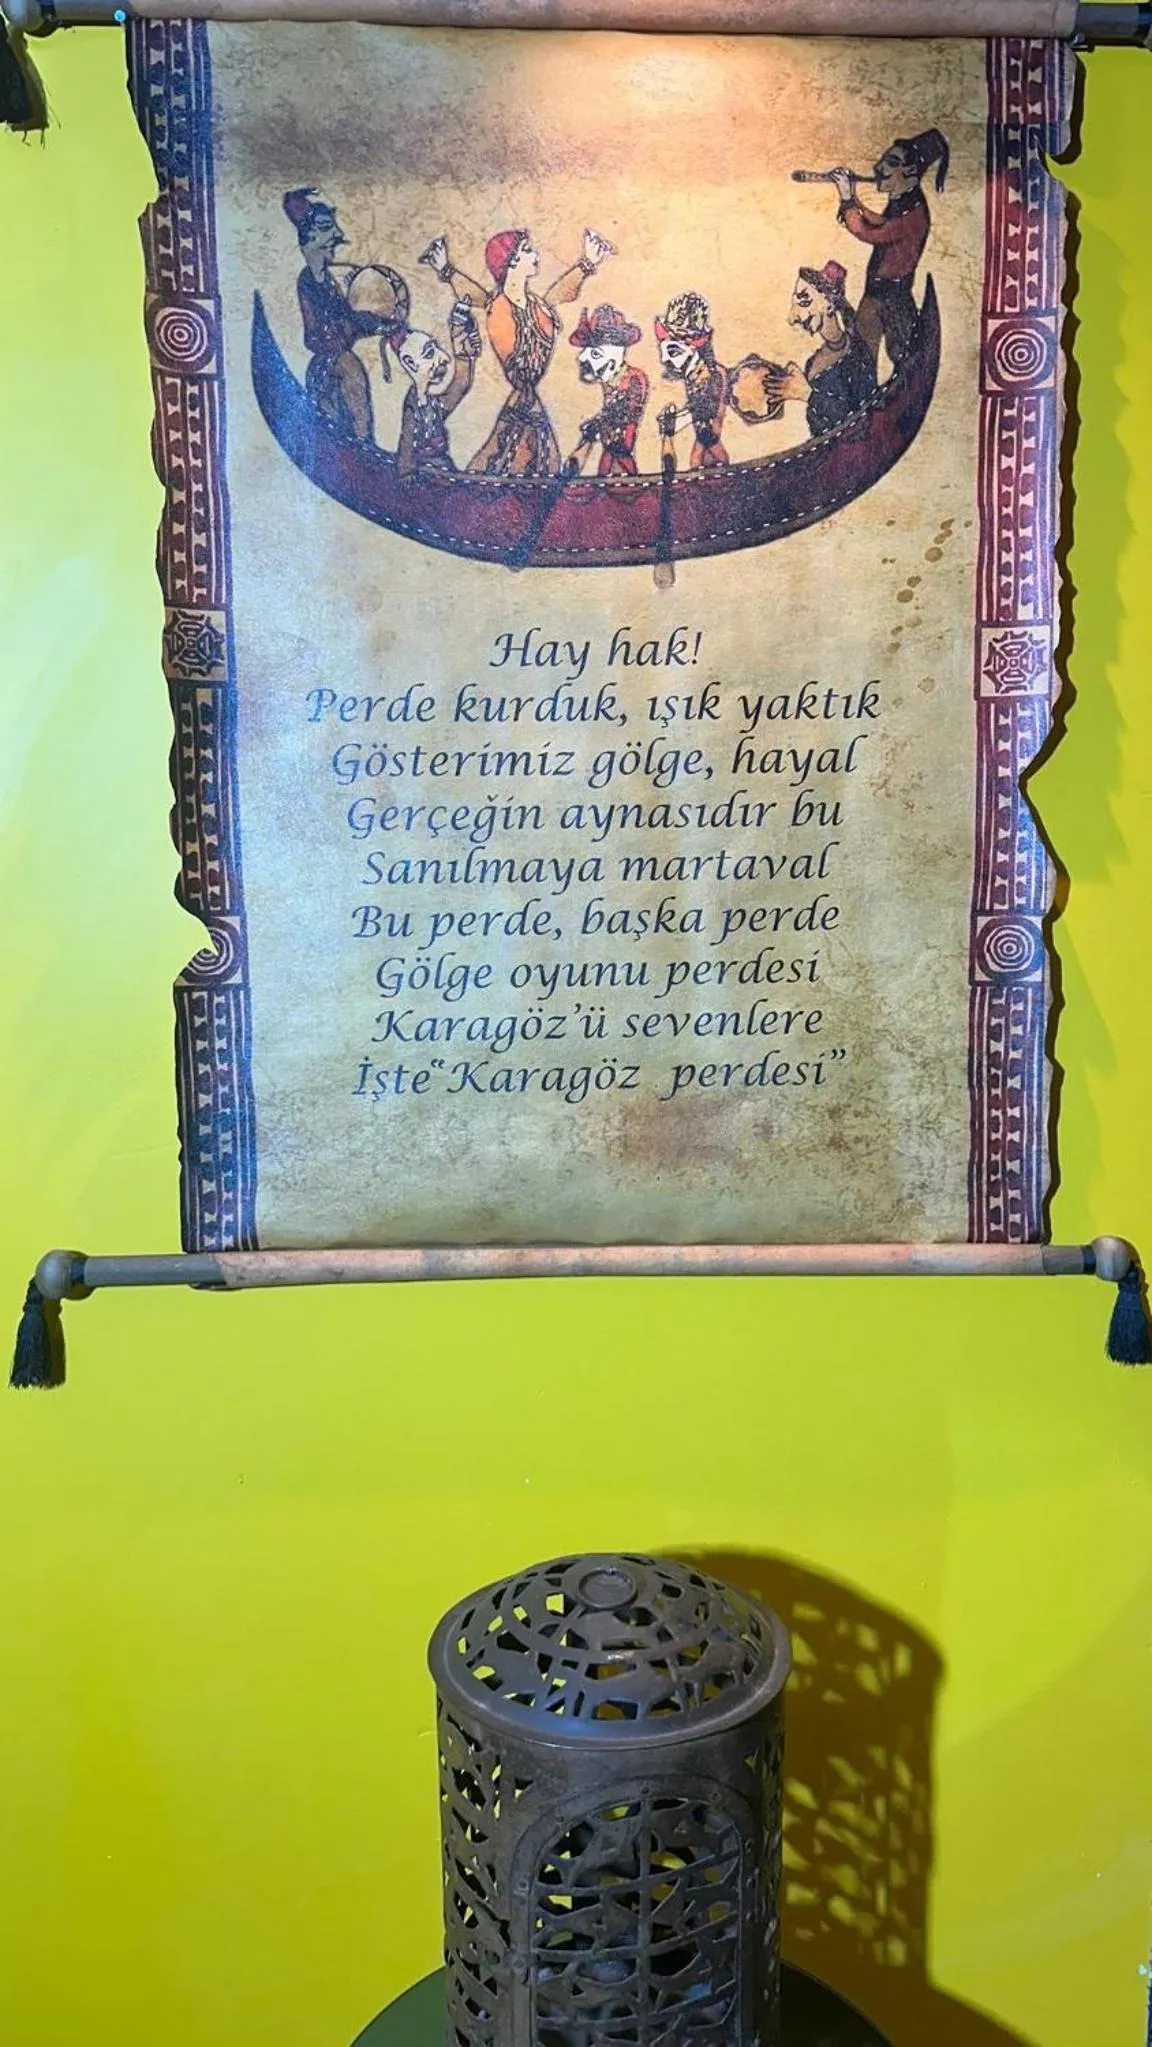 Hay hak!
Perde kurduk, ışık yaktık
Gösterimiz gölge, hayal
Gerçeğin aynasıdır bu
Sanılmaya martaval
Bu perde, başka perde
Gölge oyunu perdesi
Karagöz'ü sevenlere
İşte“Karagöz perdesi”